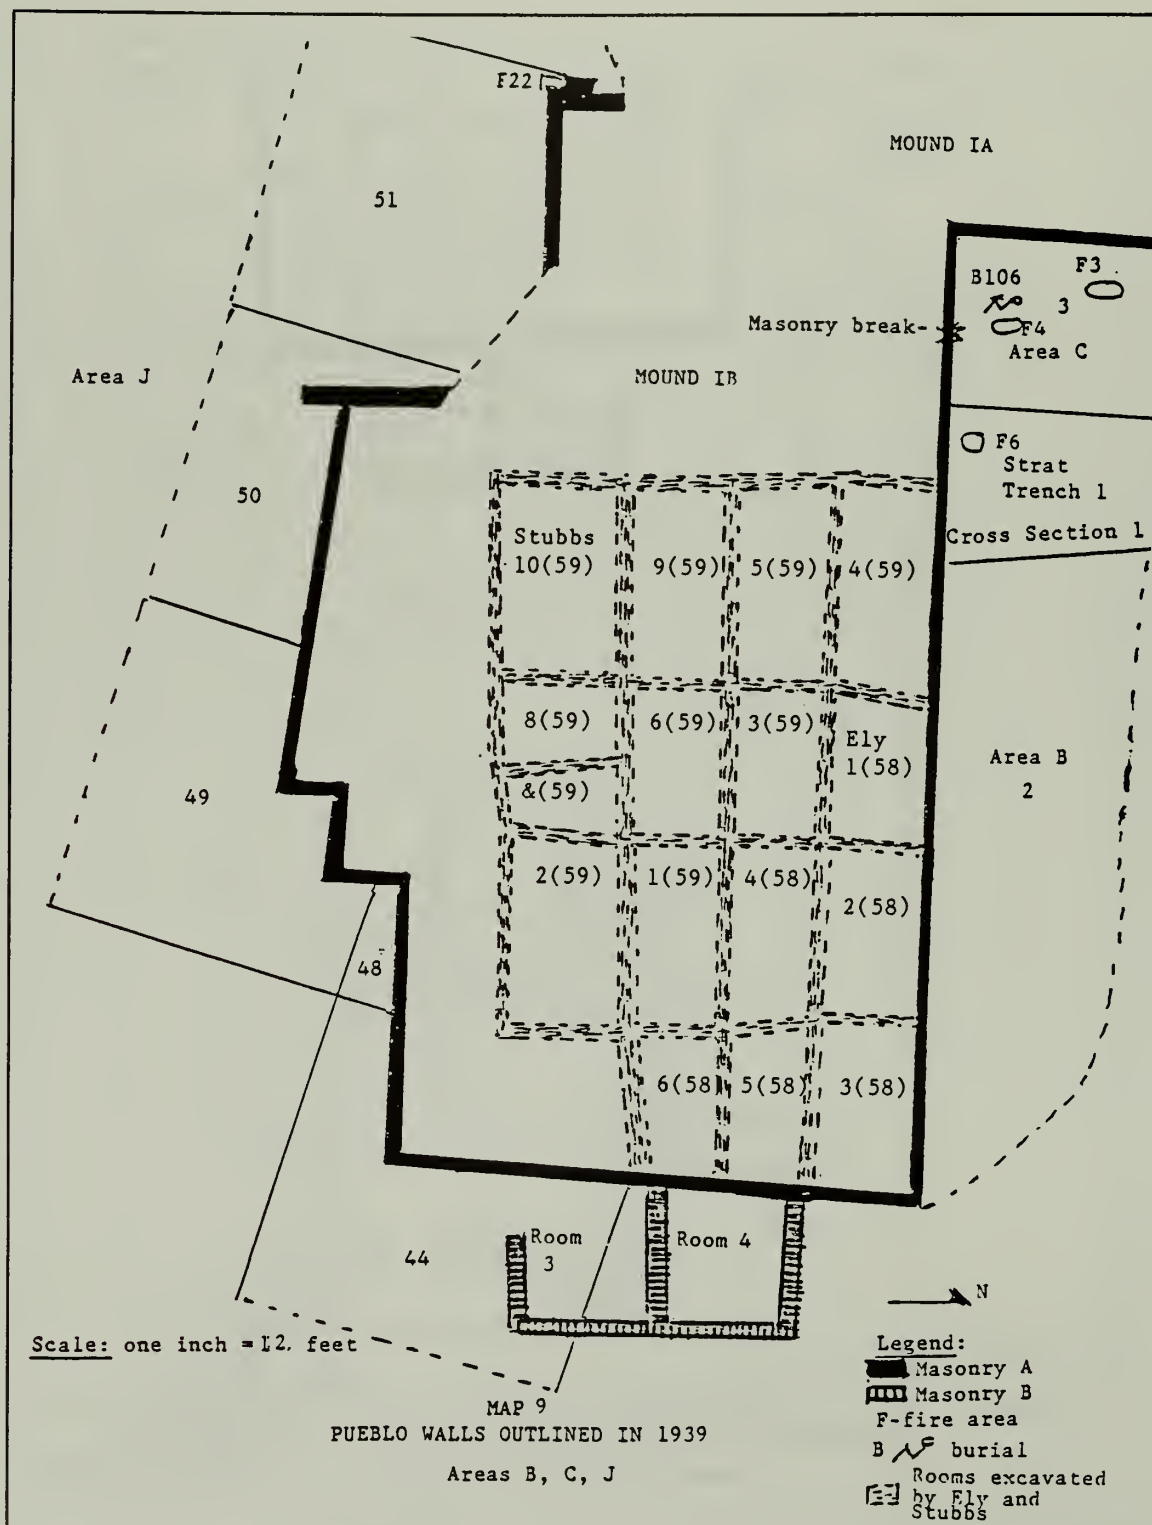 F22
MOUND IA
51
B106
F3
3
Masonry break-
F4
Area C
Area J
MOUND IB
F6
Strat
Trench 1
50
Cross Section 1
Stubbs
10(59)
9(59)
5(59)
4(59)
8(59)
6(59)
3(59)
Ely
1(58)
Area B
2
49
&(59)
2(59)
1(59)
4(58)
2(58)
48
6(58)
5(58)
3(58)
Room
3
Room 4
44
N
Scale: one inch = 12. feet
Legend:
Masonry A
Masonry B
F-fire area
B burial
Rooms excavated
by Ely and
Stubbs
MAP 9
PUEBLO WALLS OUTLINED IN 1939
Areas B, C, J